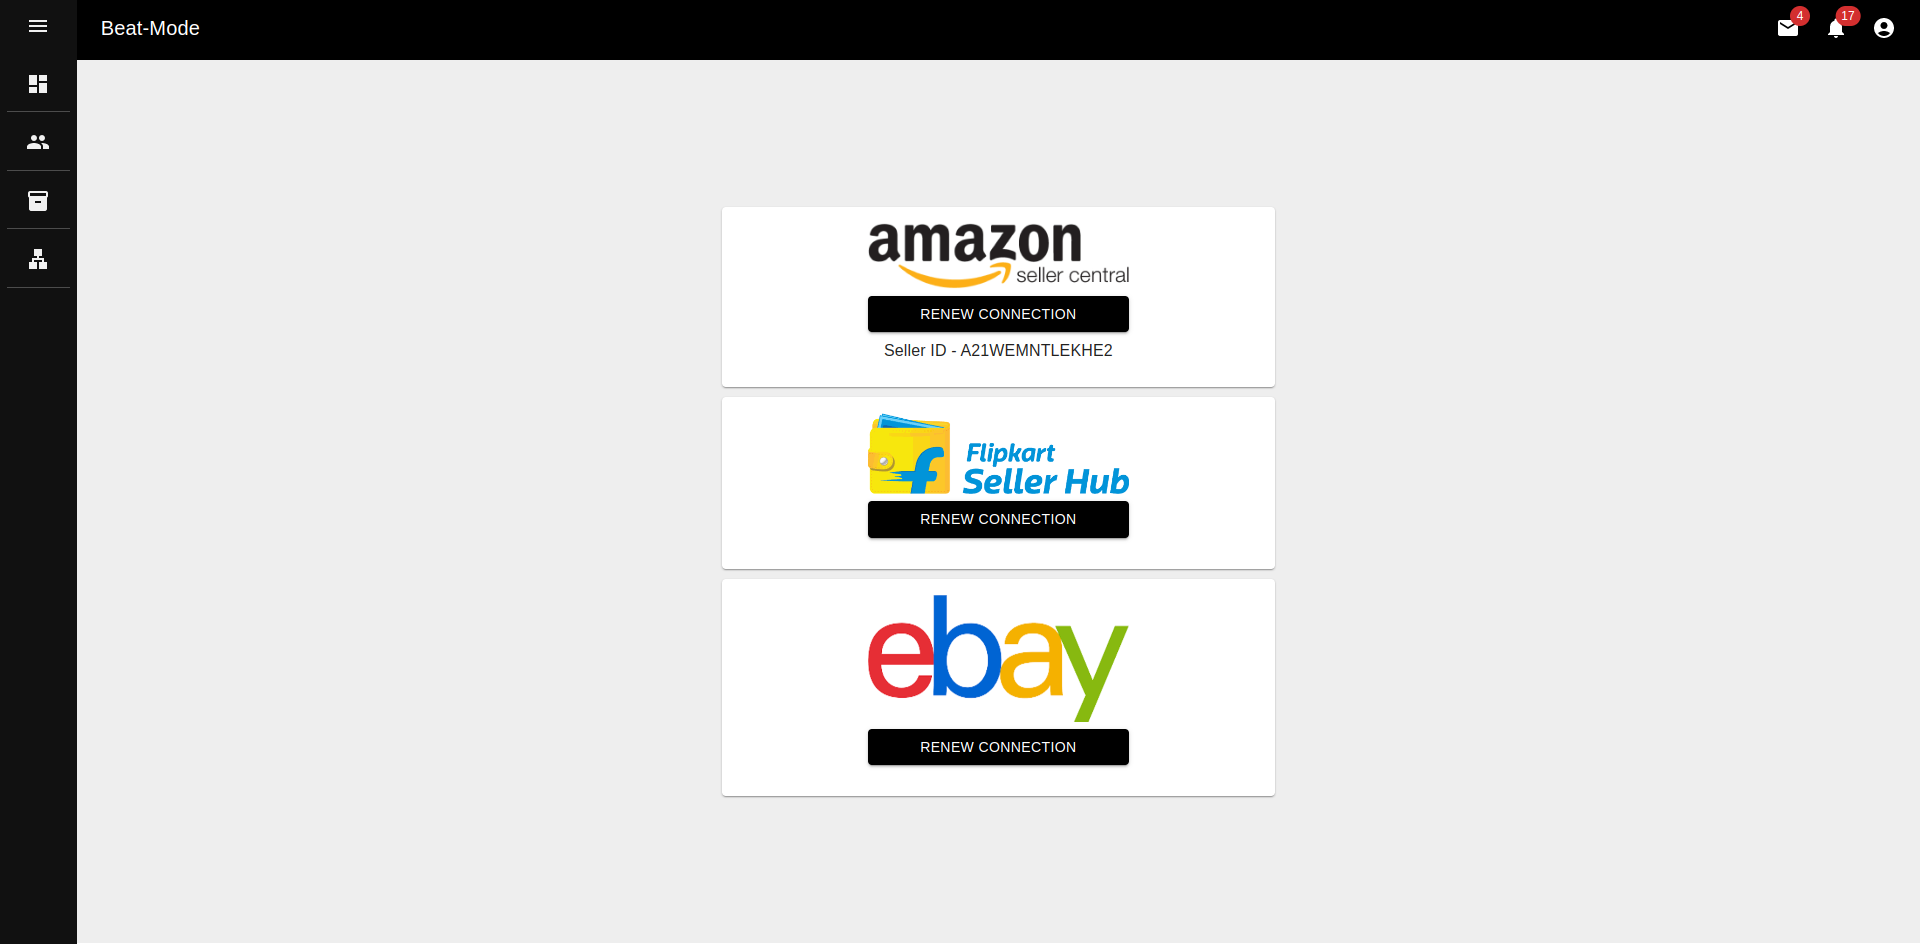 Beat-Mode
4
17
amazon
seller central
RENEW CONNECTION
Seller ID - A21WEMNTLEKHE2
f
Flipkart
Seller Hub
RENEW CONNECTION
ebay
RENEW CONNECTION